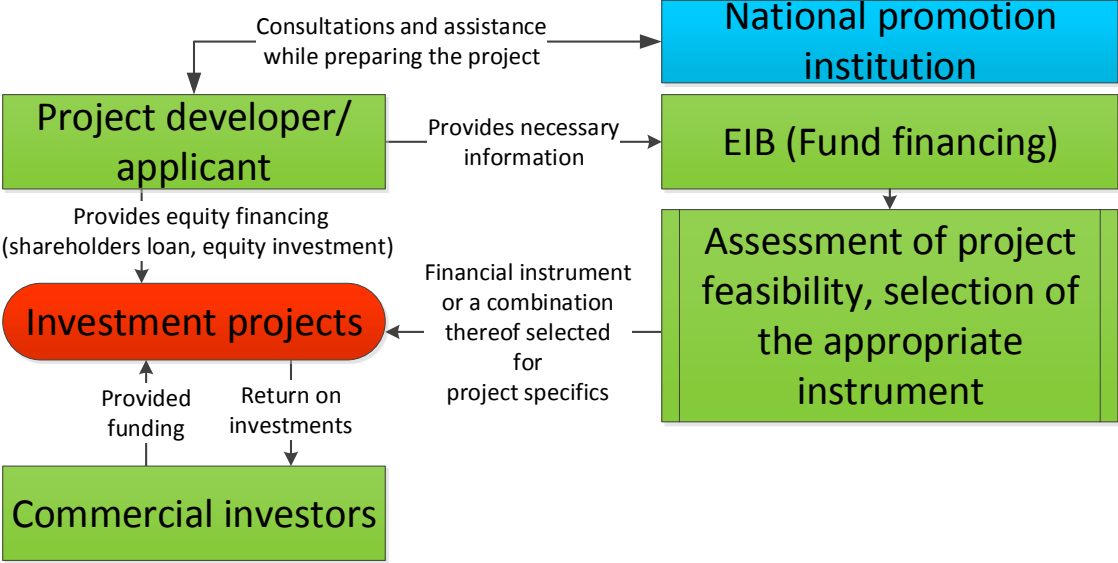 Consultations and assistance
while preparing the project
National promotion
institution
Project developer/
applicant
Provides necessary
information
EIB (Fund financing)
Provides equity financing
(shareholders loan, equity investment)
Assessment of project
feasibility, selection of
the appropriate
instrument
Financial instrument
or a combination
thereof selected
for
project specifics
Investment projects
Provided
funding
Return on
investments
Commercial investors